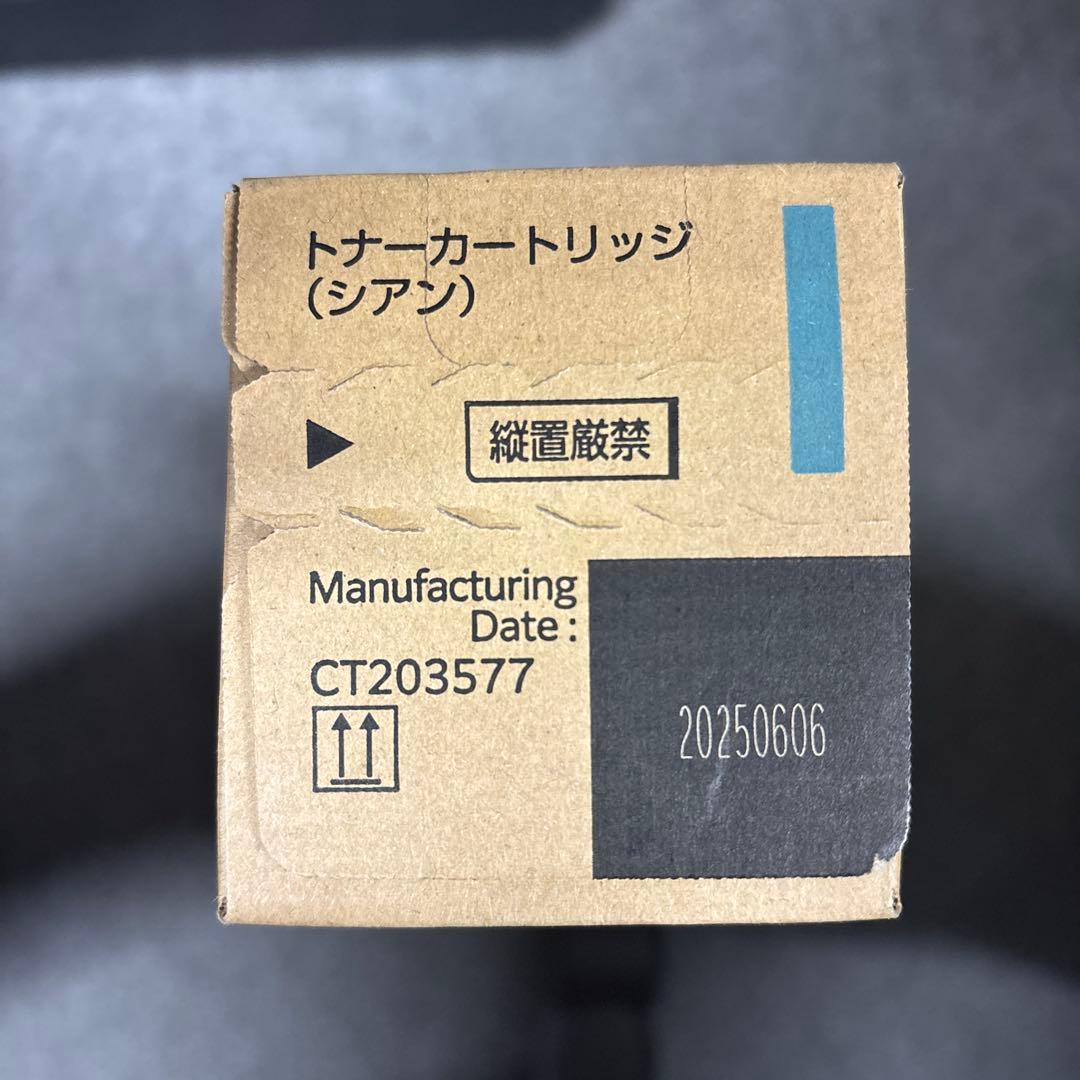 トナーカートリッジ
(シアン)
縦置厳禁
Manufacturing
Date :
CT203577
20250606